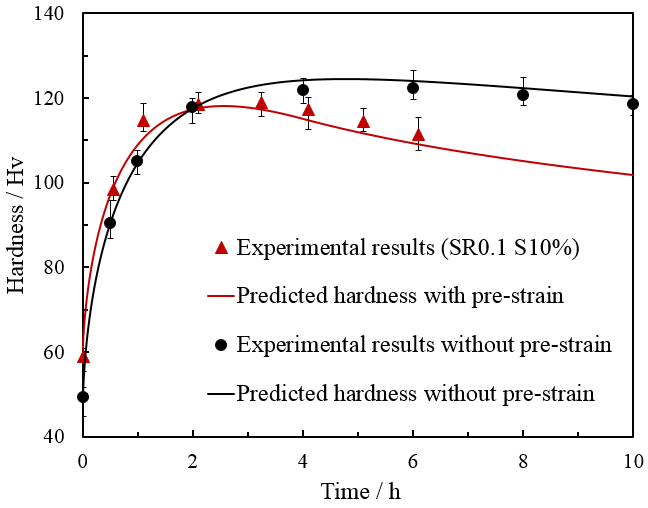 140
120
100
80
60
40
Hardness / Hv
Experimental results (SR0.1 S10%)
Predicted hardness with pre-strain
Experimental results without pre-strain
Predicted hardness without pre-strain
0 2 4 6 8 10
Time / h